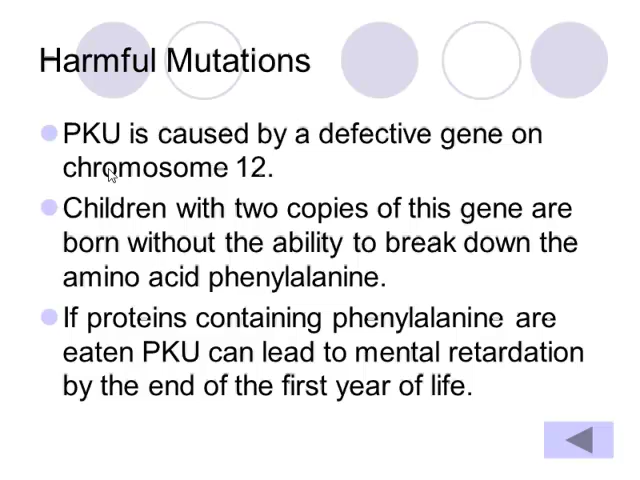 Harmful Mutations
PKU is caused by a defective gene on
chromosome 12.
Children with two copies of this gene are
born without the ability to break down the
amino acid phenylalanine.
If proteins containing phenylalanine are
eaten PKU can lead to mental retardation
by the end of the first year of life.